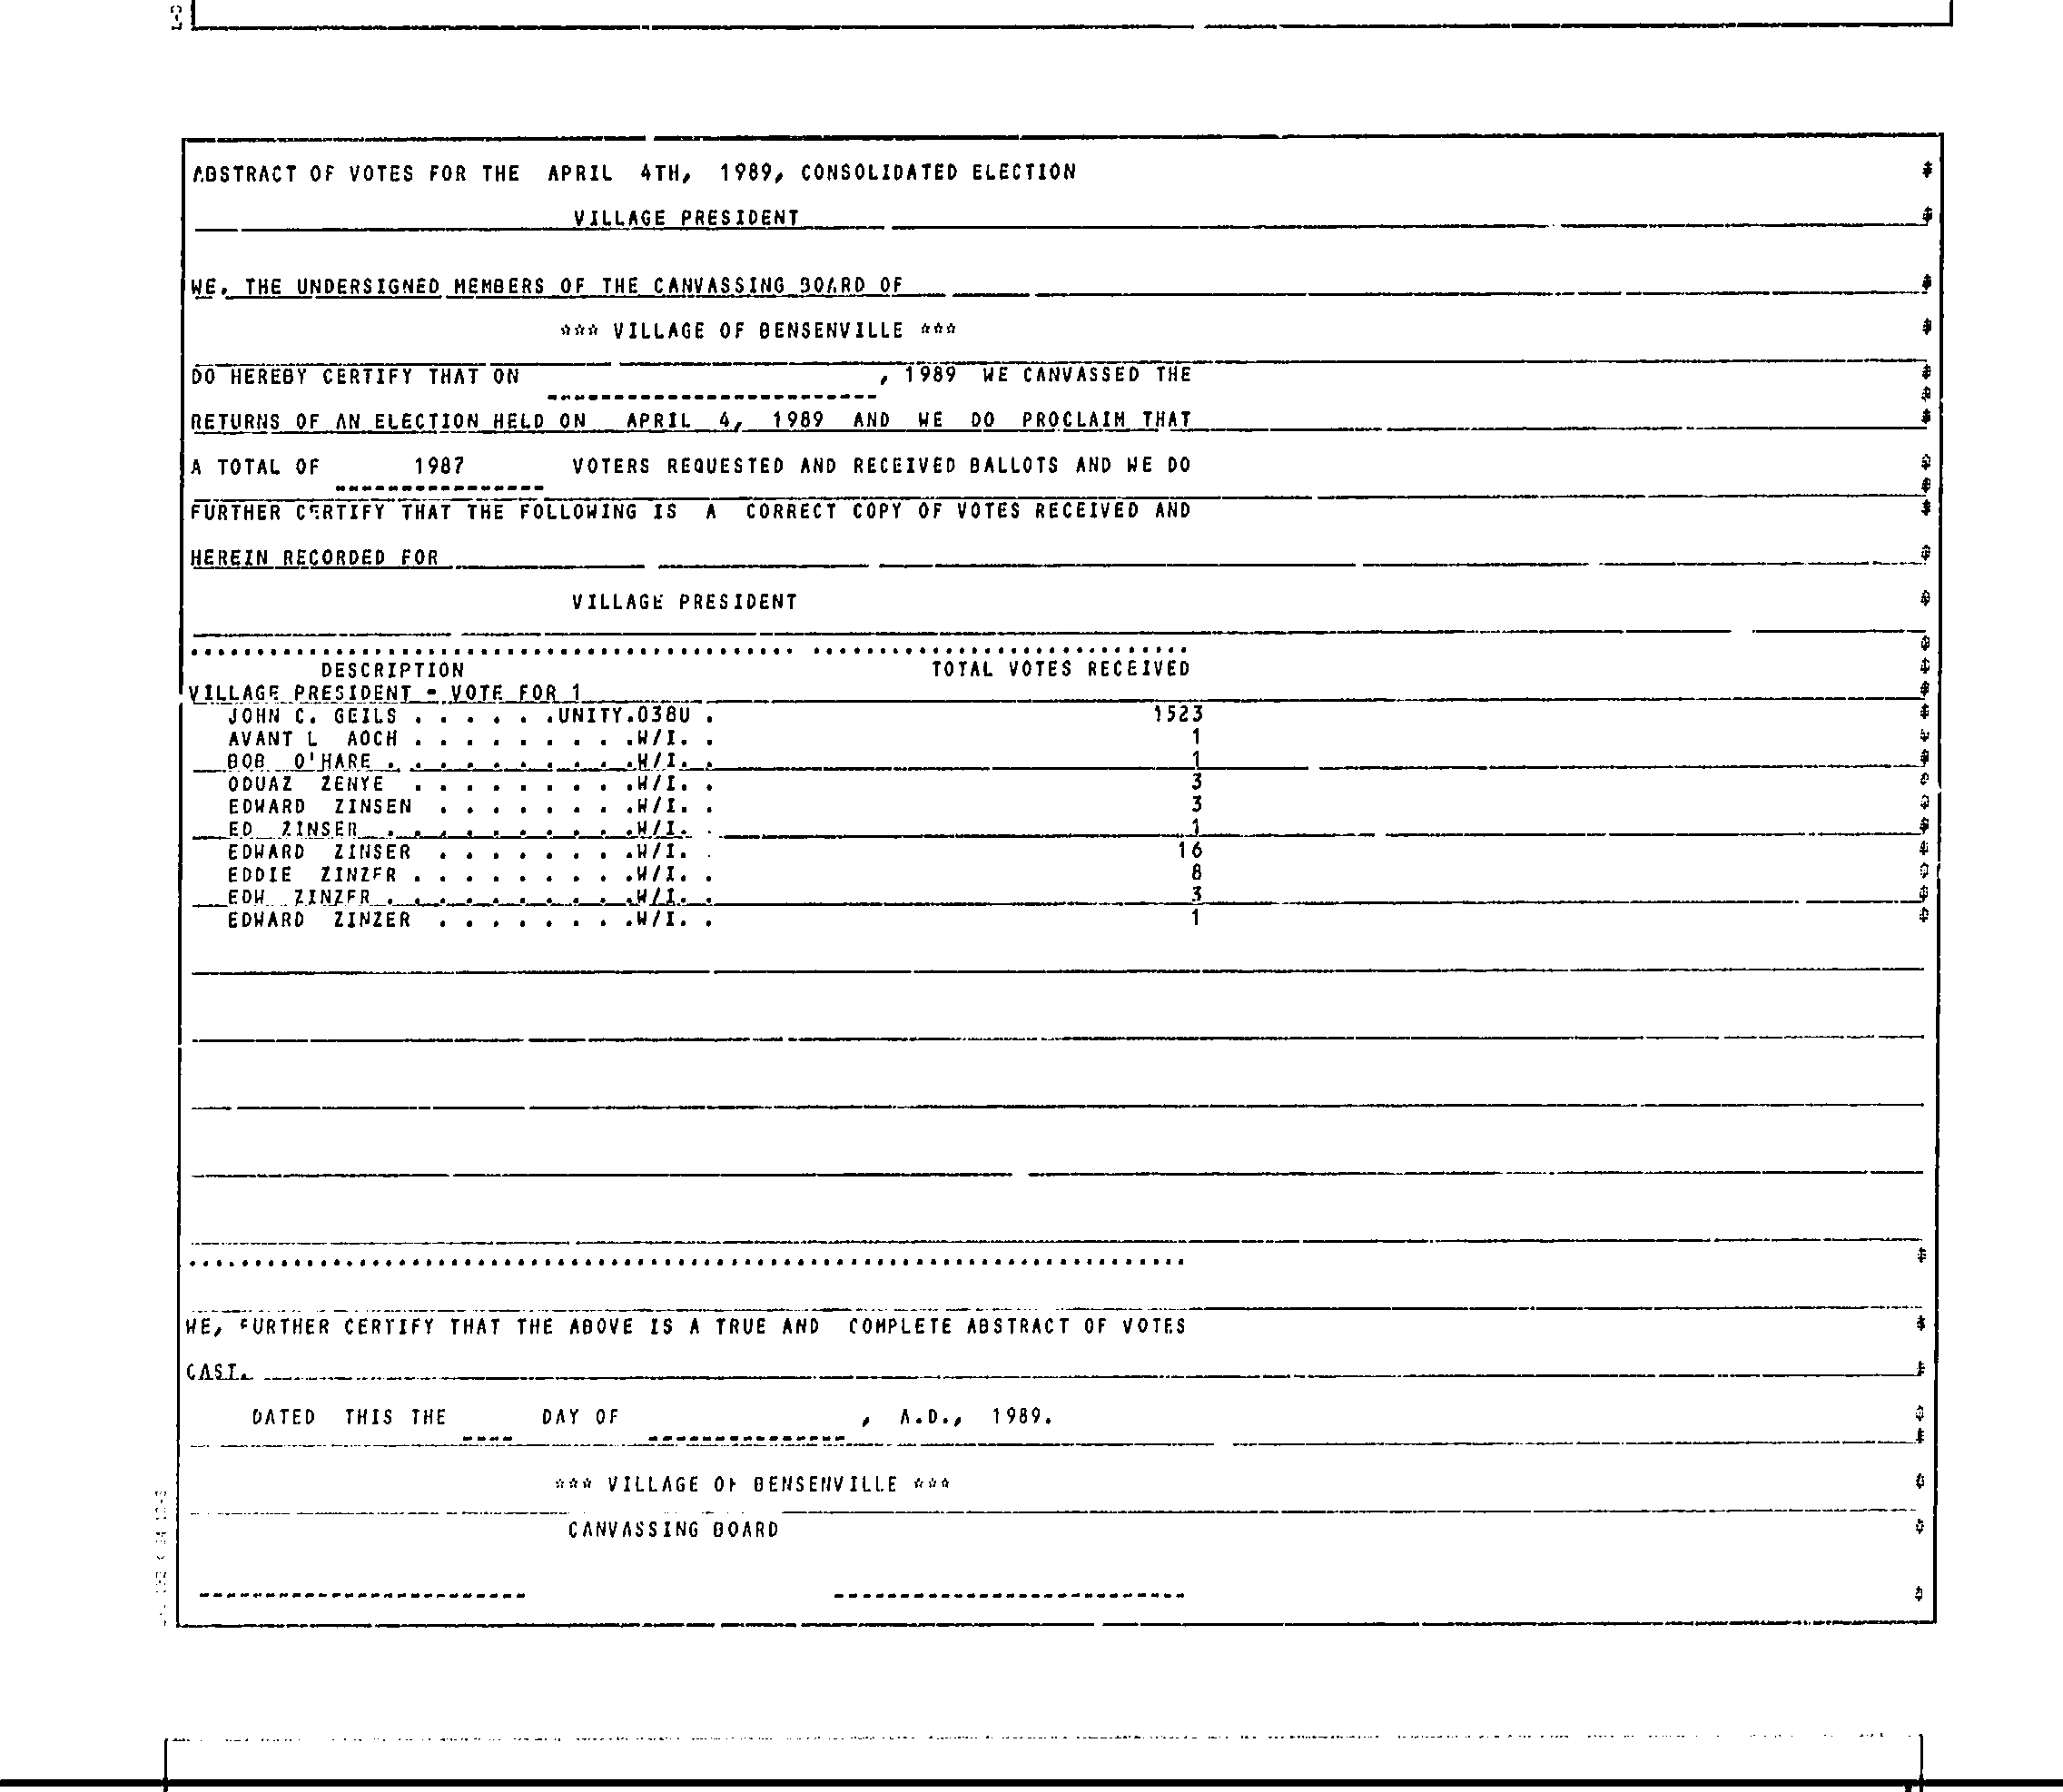 ABSTRACT OF VOTES FOR THE APRIL 4TH, 1989, CONSOLIDATED ELECTION #
VILLAGE PRESIDENT #
WE, THE UNDERSIGNED MEMBERS OF THE CANVASSING BOARD OF #
*** VILLAGE OF BENSENVILLE *** #
DO HEREBY CERTIFY THAT ON , 1989 WE CANVASSED THE #
------------------------- #
RETURNS OF AN ELECTION HELD ON APRIL 4, 1989 AND WE DO PROCLAIM THAT #
A TOTAL OF 1987 VOTERS REQUESTED AND RECEIVED BALLOTS AND WE DO #
---------------- #
FURTHER CERTIFY THAT THE FOLLOWING IS A CORRECT COPY OF VOTES RECEIVED AND #
HEREIN RECORDED FOR #
VILLAGE PRESIDENT #
DESCRIPTION TOTAL VOTES RECEIVED #
VILLAGE PRESIDENT - VOTE FOR 1 #
JOHN C. GEILS . . . . . .UNITY.038U . 1523 #
AVANT L AOCH . . . . . . . . .W/I. . 1 #
BOB O'HARE . . . . . . . . . .W/I. . 1 #
ODUAZ ZENYE . . . . . . . . .W/I. . 3 #
EDWARD ZINSEN . . . . . . . .W/I. . 3 #
ED ZINSER . . . . . . . . . .W/I. . 1 #
EDWARD ZINSER . . . . . . . .W/I. . 16 #
EDDIE ZINZER . . . . . . . . .W/I. . 8 #
EDW ZINZER . . . . . . . . . .W/I. . 3 #
EDWARD ZINZER . . . . . . . .W/I. . 1 #
WE, FURTHER CERTIFY THAT THE ABOVE IS A TRUE AND COMPLETE ABSTRACT OF VOTES #
CAST. #
DATED THIS THE ---- DAY OF --------------- , A.D., 1989. #
*** VILLAGE OF BENSENVILLE *** #
CANVASSING BOARD #
------------------------- --------------------------- #